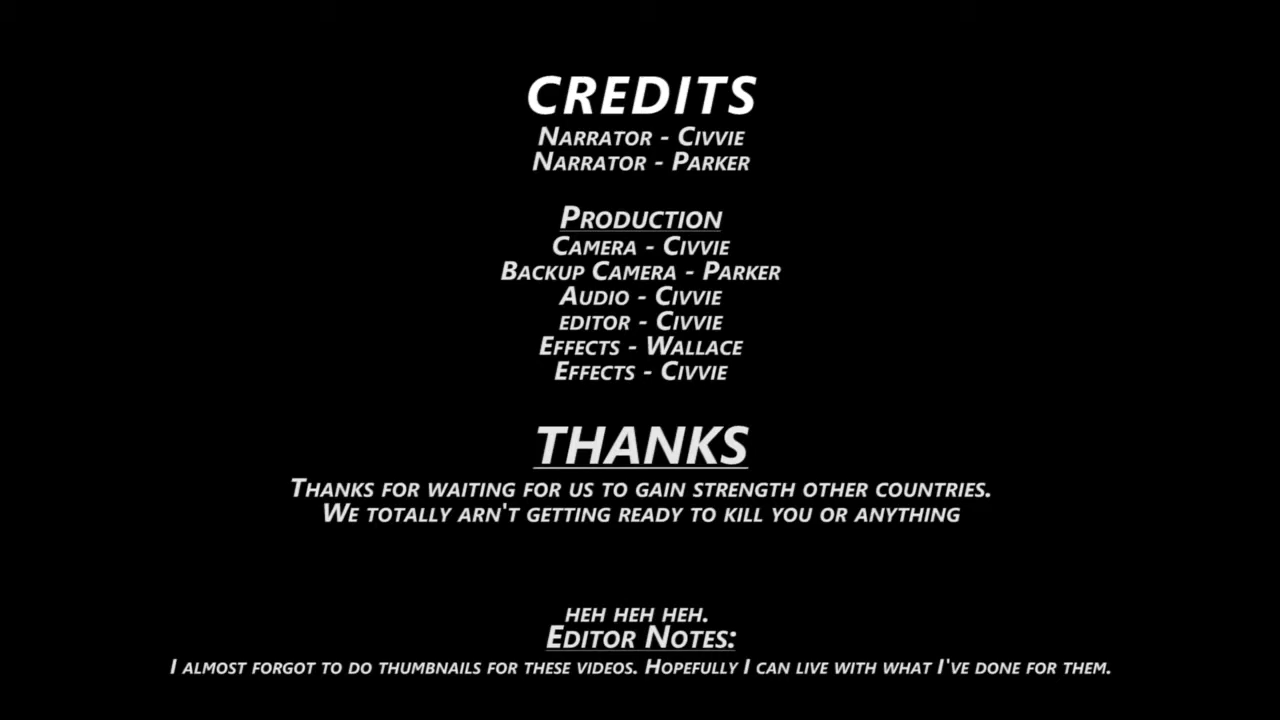 CREDITS
NARRATOR - CIVVIE
NARRATOR - PARKER
PRODUCTION
CAMERA - CIVVIE
BACKUP CAMERA - PARKER
AUDIO - CIVVIE
EDITOR - CIVVIE
EFFECTS - WALLACE
EFFECTS - CIVVIE
THANKS
THANKS FOR WAITING FOR US TO GAIN STRENGTH OTHER COUNTRIES.
WE TOTALLY ARN'T GETTING READY TO KILL YOU OR ANYTHING
HEH HEH HEH.
EDITOR NOTES:
I ALMOST FORGOT TO DO THUMBNAILS FOR THESE VIDEOS. HOPEFULLY I CAN LIVE WITH WHAT I'VE DONE FOR THEM.